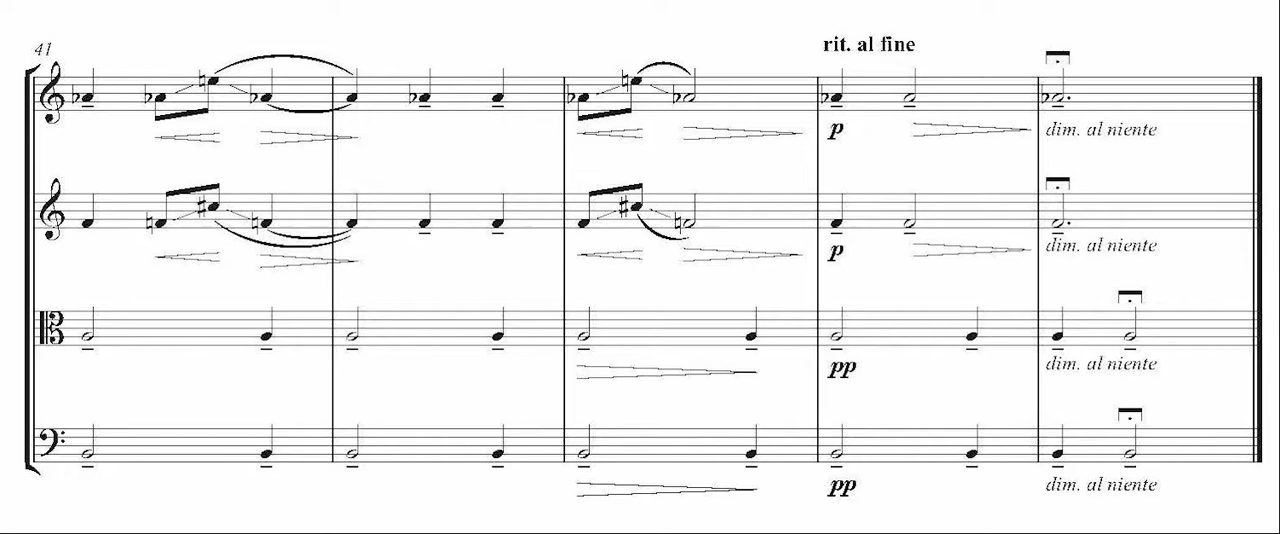 41
rit. al fine
p
dim. al niente
p
dim. al niente
pp
dim. al niente
pp
dim. al niente